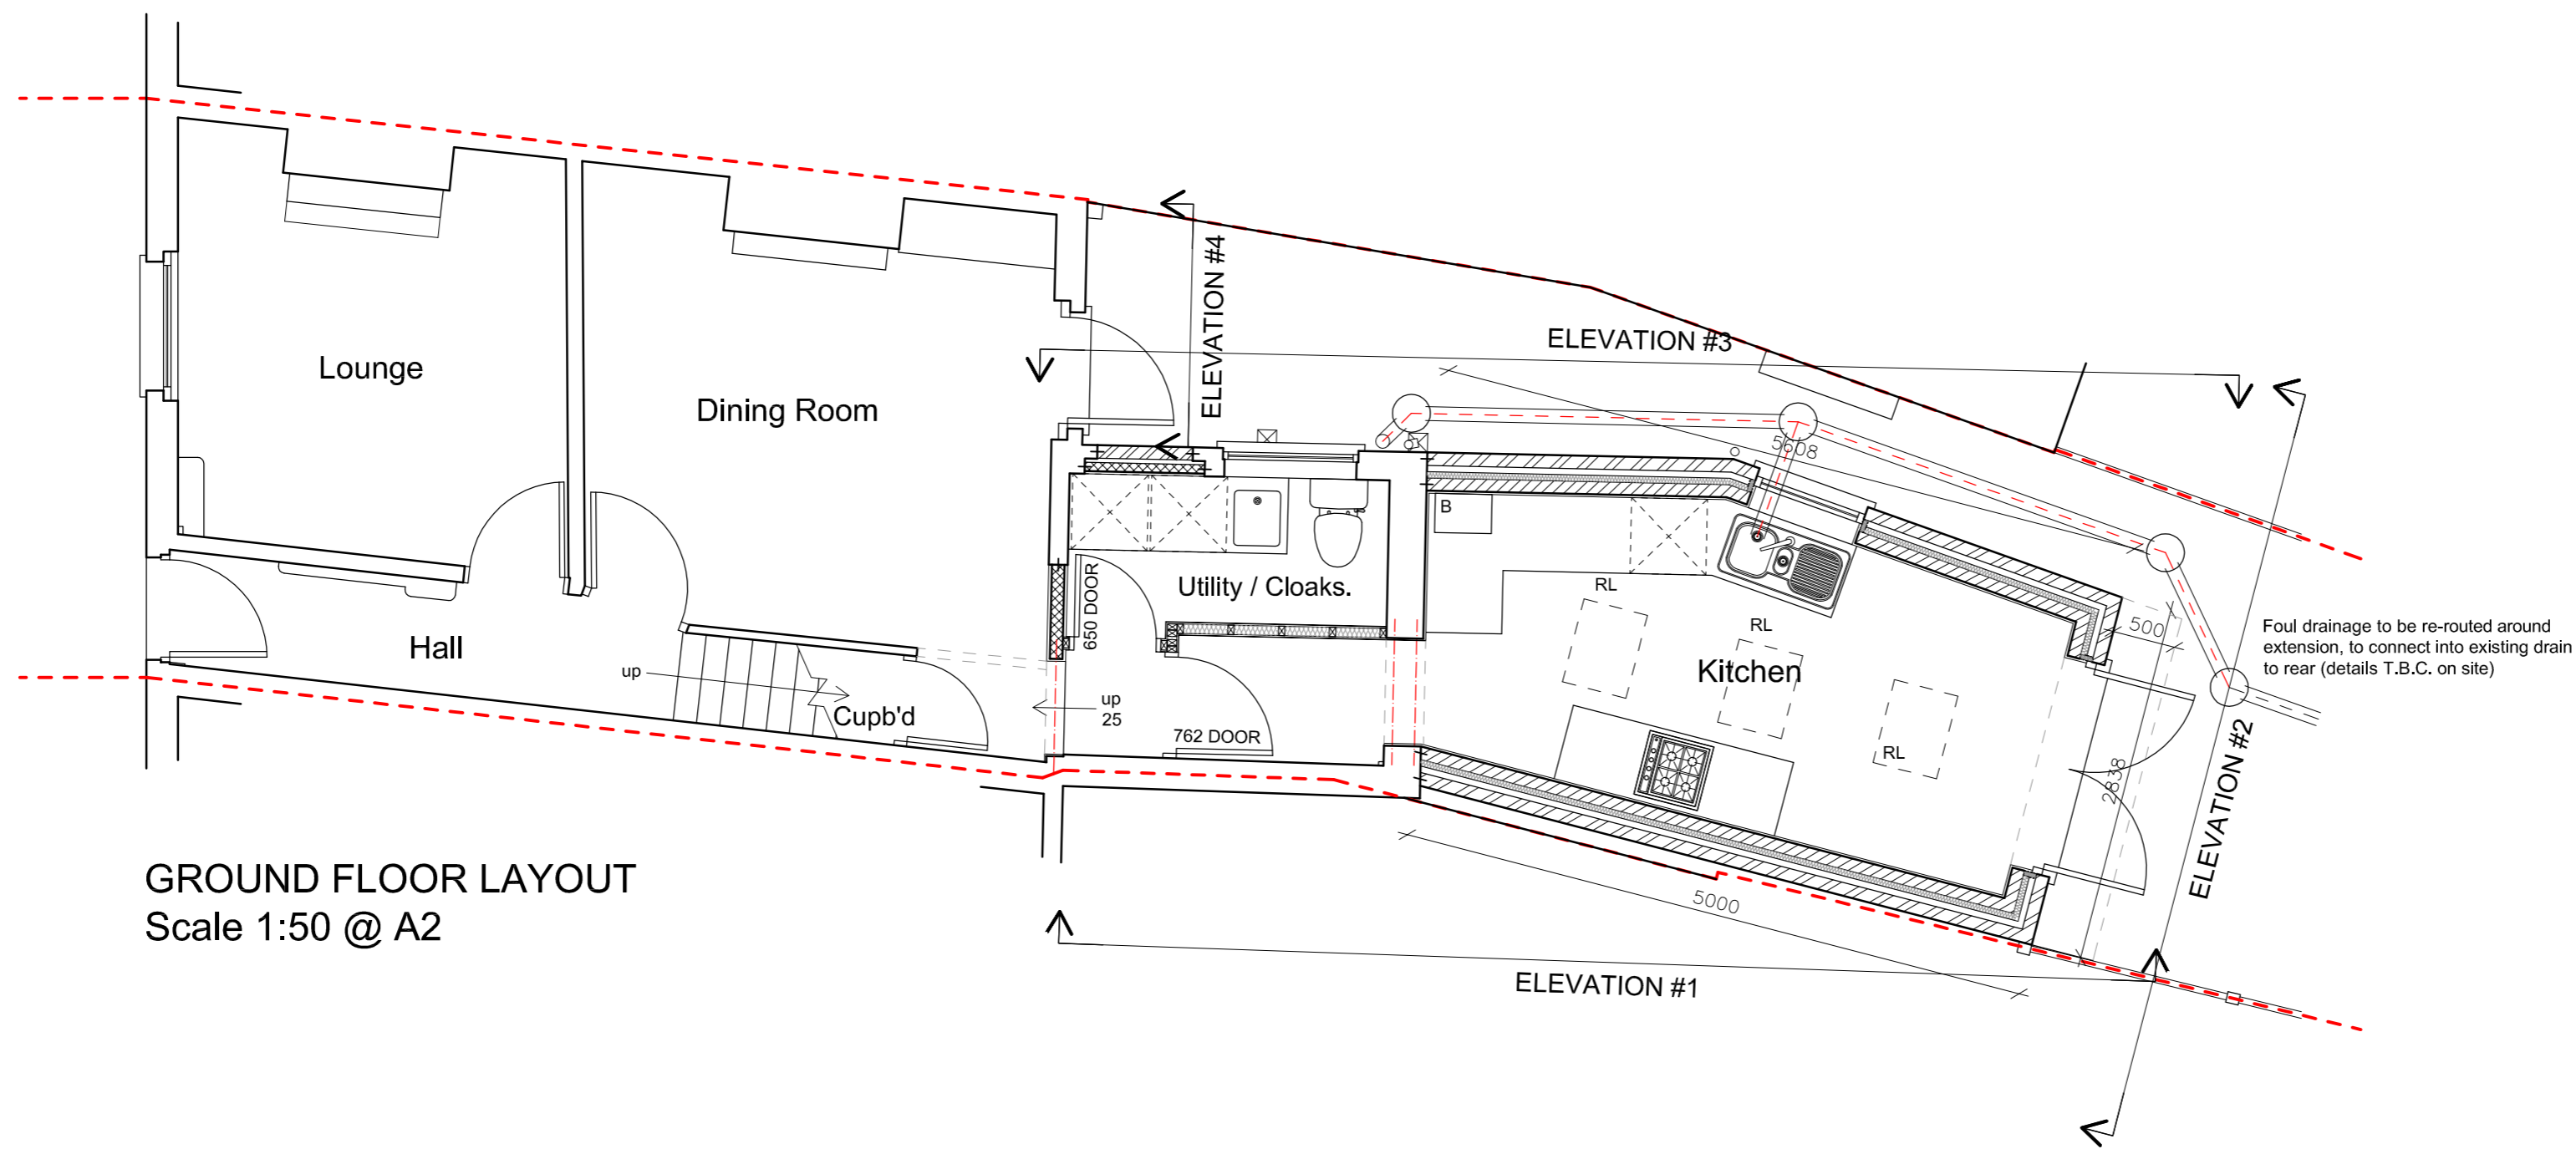 ELEVATION #4
ELEVATION #3
Lounge
Dining Room
5608
B
650 DOOR
Utility / Cloaks.
RL
RL
500
Foul drainage to be re-routed around
extension, to connect into existing drain
to rear (details T.B.C. on site)
Hall
up
Kitchen
Cupb'd
up
25
762 DOOR
RL
2838
ELEVATION #2
GROUND FLOOR LAYOUT
Scale 1:50 @ A2
5000
ELEVATION #1